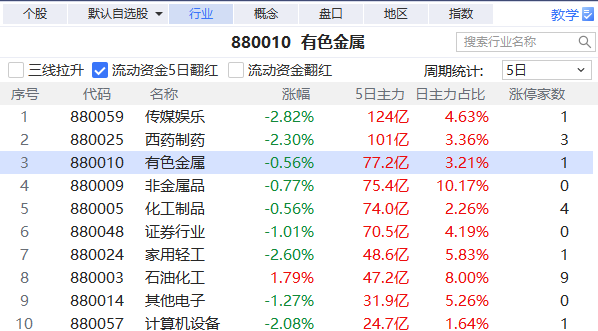 个股 默认自选股 行业 概念 盘口 地区 指数 教学
880010 有色金属 搜索行业名称
三线拉升 流动资金5日翻红 流动资金翻红 周期统计: 5日
序号 代码 名称 涨幅 5日主力 日主力占比 涨停家数
1 880059 传媒娱乐 -2.82% 124亿 4.63% 1
2 880025 西药制药 -2.30% 101亿 3.36% 3
3 880010 有色金属 -0.56% 77.2亿 3.21% 1
4 880009 非金属品 -0.77% 75.4亿 10.17% 0
5 880005 化工制品 -0.56% 74.0亿 2.26% 4
6 880048 证券行业 -1.01% 70.5亿 4.19% 0
7 880024 家用轻工 -2.60% 48.6亿 5.83% 1
8 880003 石油化工 1.79% 47.2亿 8.00% 9
9 880014 其他电子 -1.27% 31.9亿 5.26% 0
10 880057 计算机设备 -2.08% 24.7亿 1.64% 1